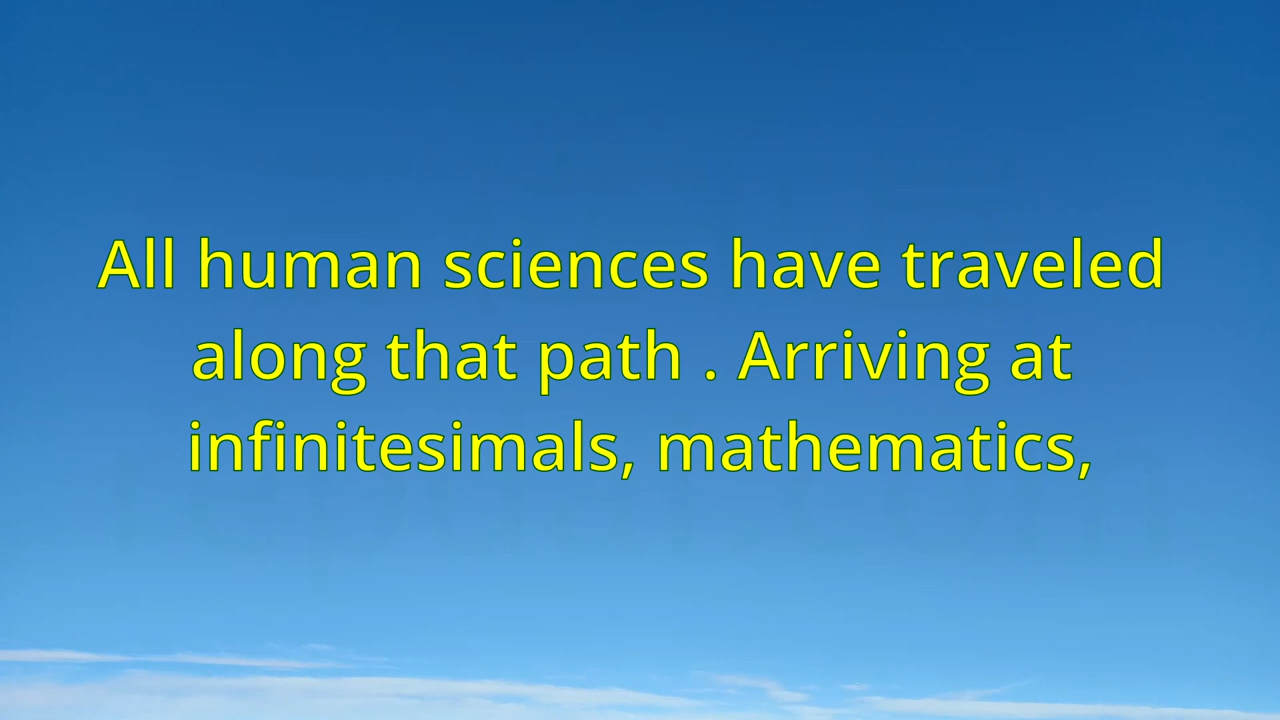 All human sciences have traveled
along that path . Arriving at
infinitesimals, mathematics,